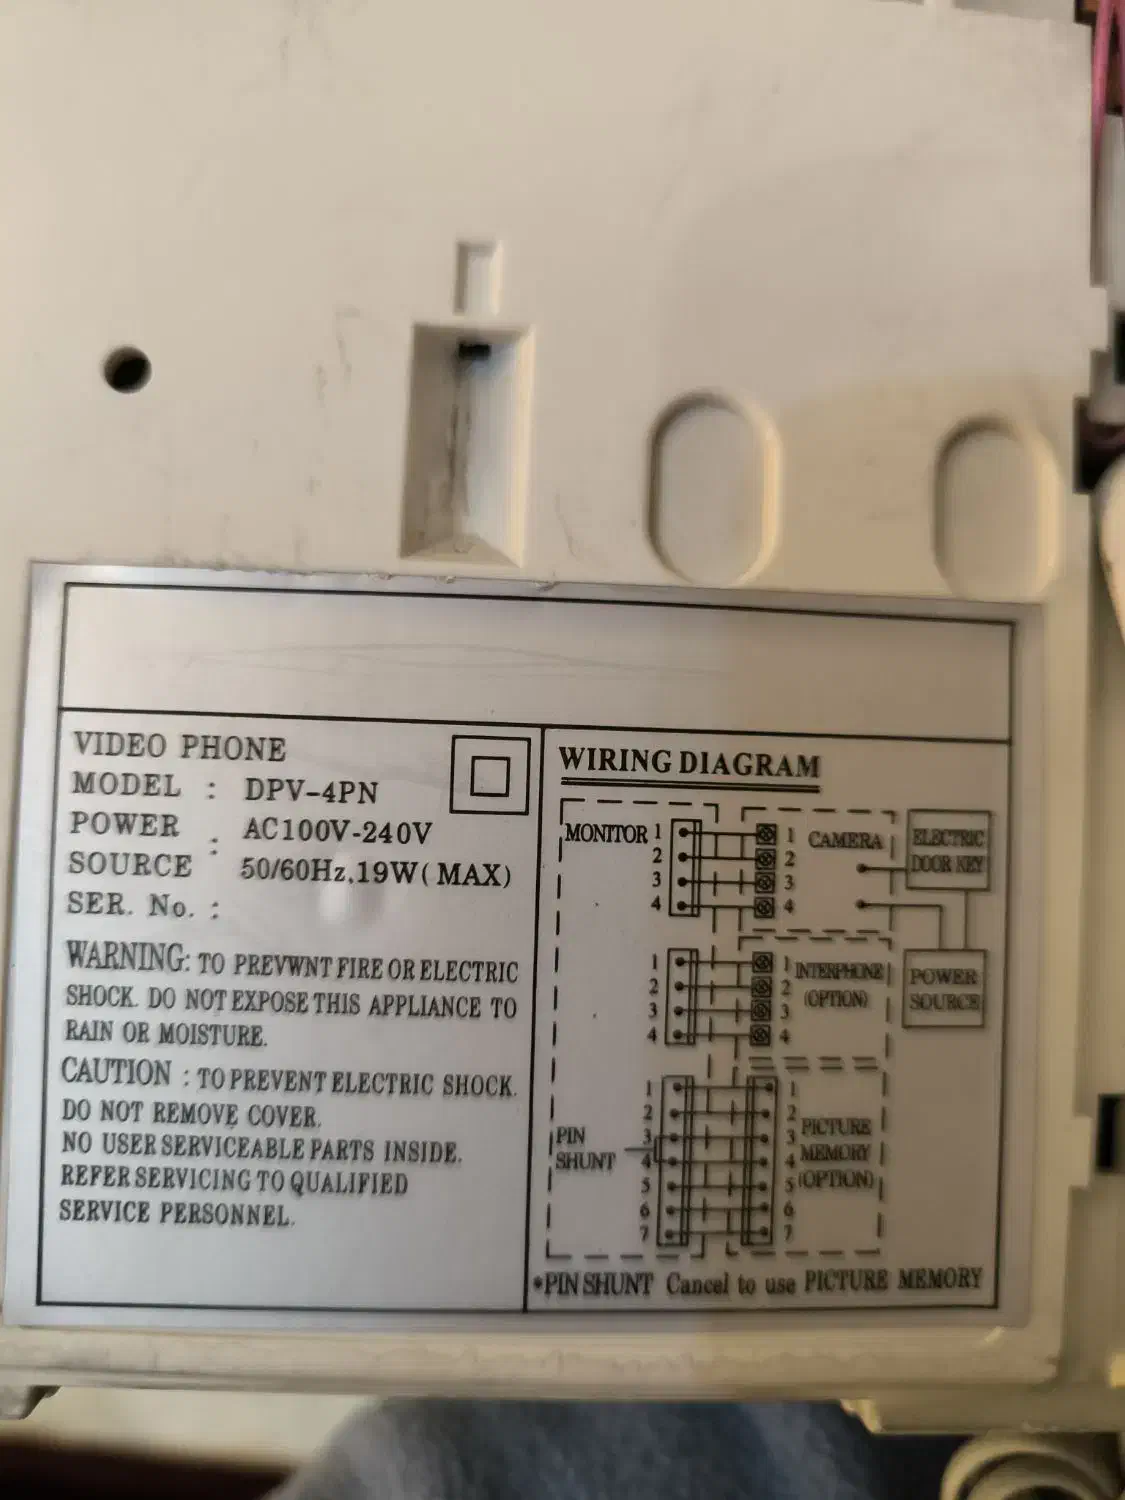 VIDEO PHONE
MODEL : DPV-4PN
POWER SOURCE : AC100V-240V
50/60Hz,19W(MAX)
SER. No. :
WARNING: TO PREVWNT FIRE OR ELECTRIC
SHOCK. DO NOT EXPOSE THIS APPLIANCE TO
RAIN OR MOISTURE.
CAUTION : TO PREVENT ELECTRIC SHOCK.
DO NOT REMOVE COVER.
NO USER SERVICEABLE PARTS INSIDE.
REFER SERVICING TO QUALIFIED
SERVICE PERSONNEL.
WIRING DIAGRAM
MONITOR 1 1 CAMERA
2 2
3 3
4 4
ELECTRIC
DOOR KEY
1 1 INTERPHONE
2 2 (OPTION)
3 3
4 4
POWER
SOURCE
1 1
2 2 PICTURE
PIN 3 3 MEMORY
SHUNT 4 4 (OPTION)
5 5
6 6
7 7
*PIN SHUNT Cancel to use PICTURE MEMORY